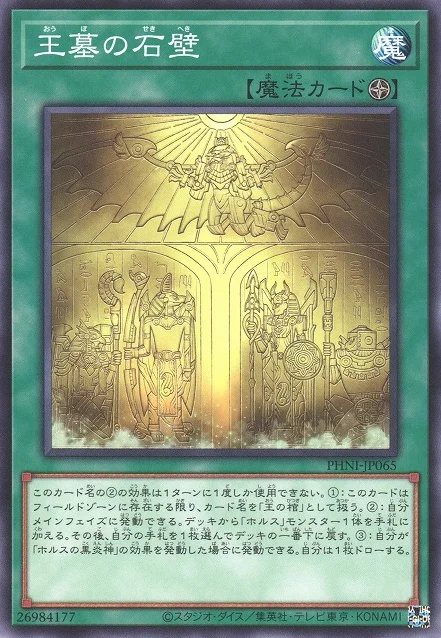 王墓の石壁
魔
【魔法カード】
PHNI-JP065
このカード名の②の効果は１ターンに１度しか使用できない。①：このカードは
フィールドゾーンに存在する限り、カード名を「王の棺」として扱う。②：自分
メインフェイズに発動できる。デッキから「ホルス」モンスター１体を手札に
加える。その後、自分の手札を１枚選んでデッキの一番下に戻す。③：自分が
「ホルスの黒炎神」の効果を発動した場合に発動できる。自分は１枚ドローする。
26984177
©スタジオ・ダイス／集英社・テレビ東京・KONAMI